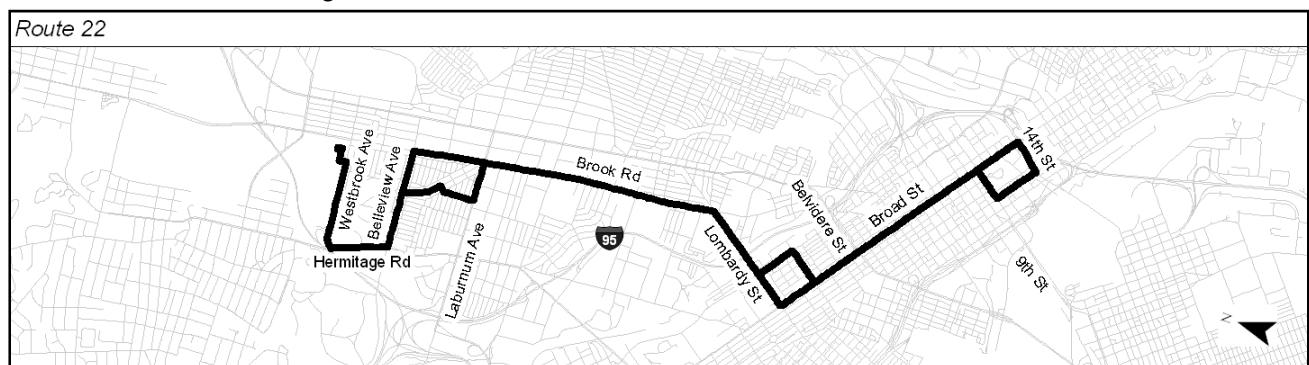 Route 22
Westbrook Ave
Belleview Ave
Hermitage Rd
Laburnum Ave
Brook Rd
95
Lombardy St
Belvidere St
Broad St
14th St
9th St
N